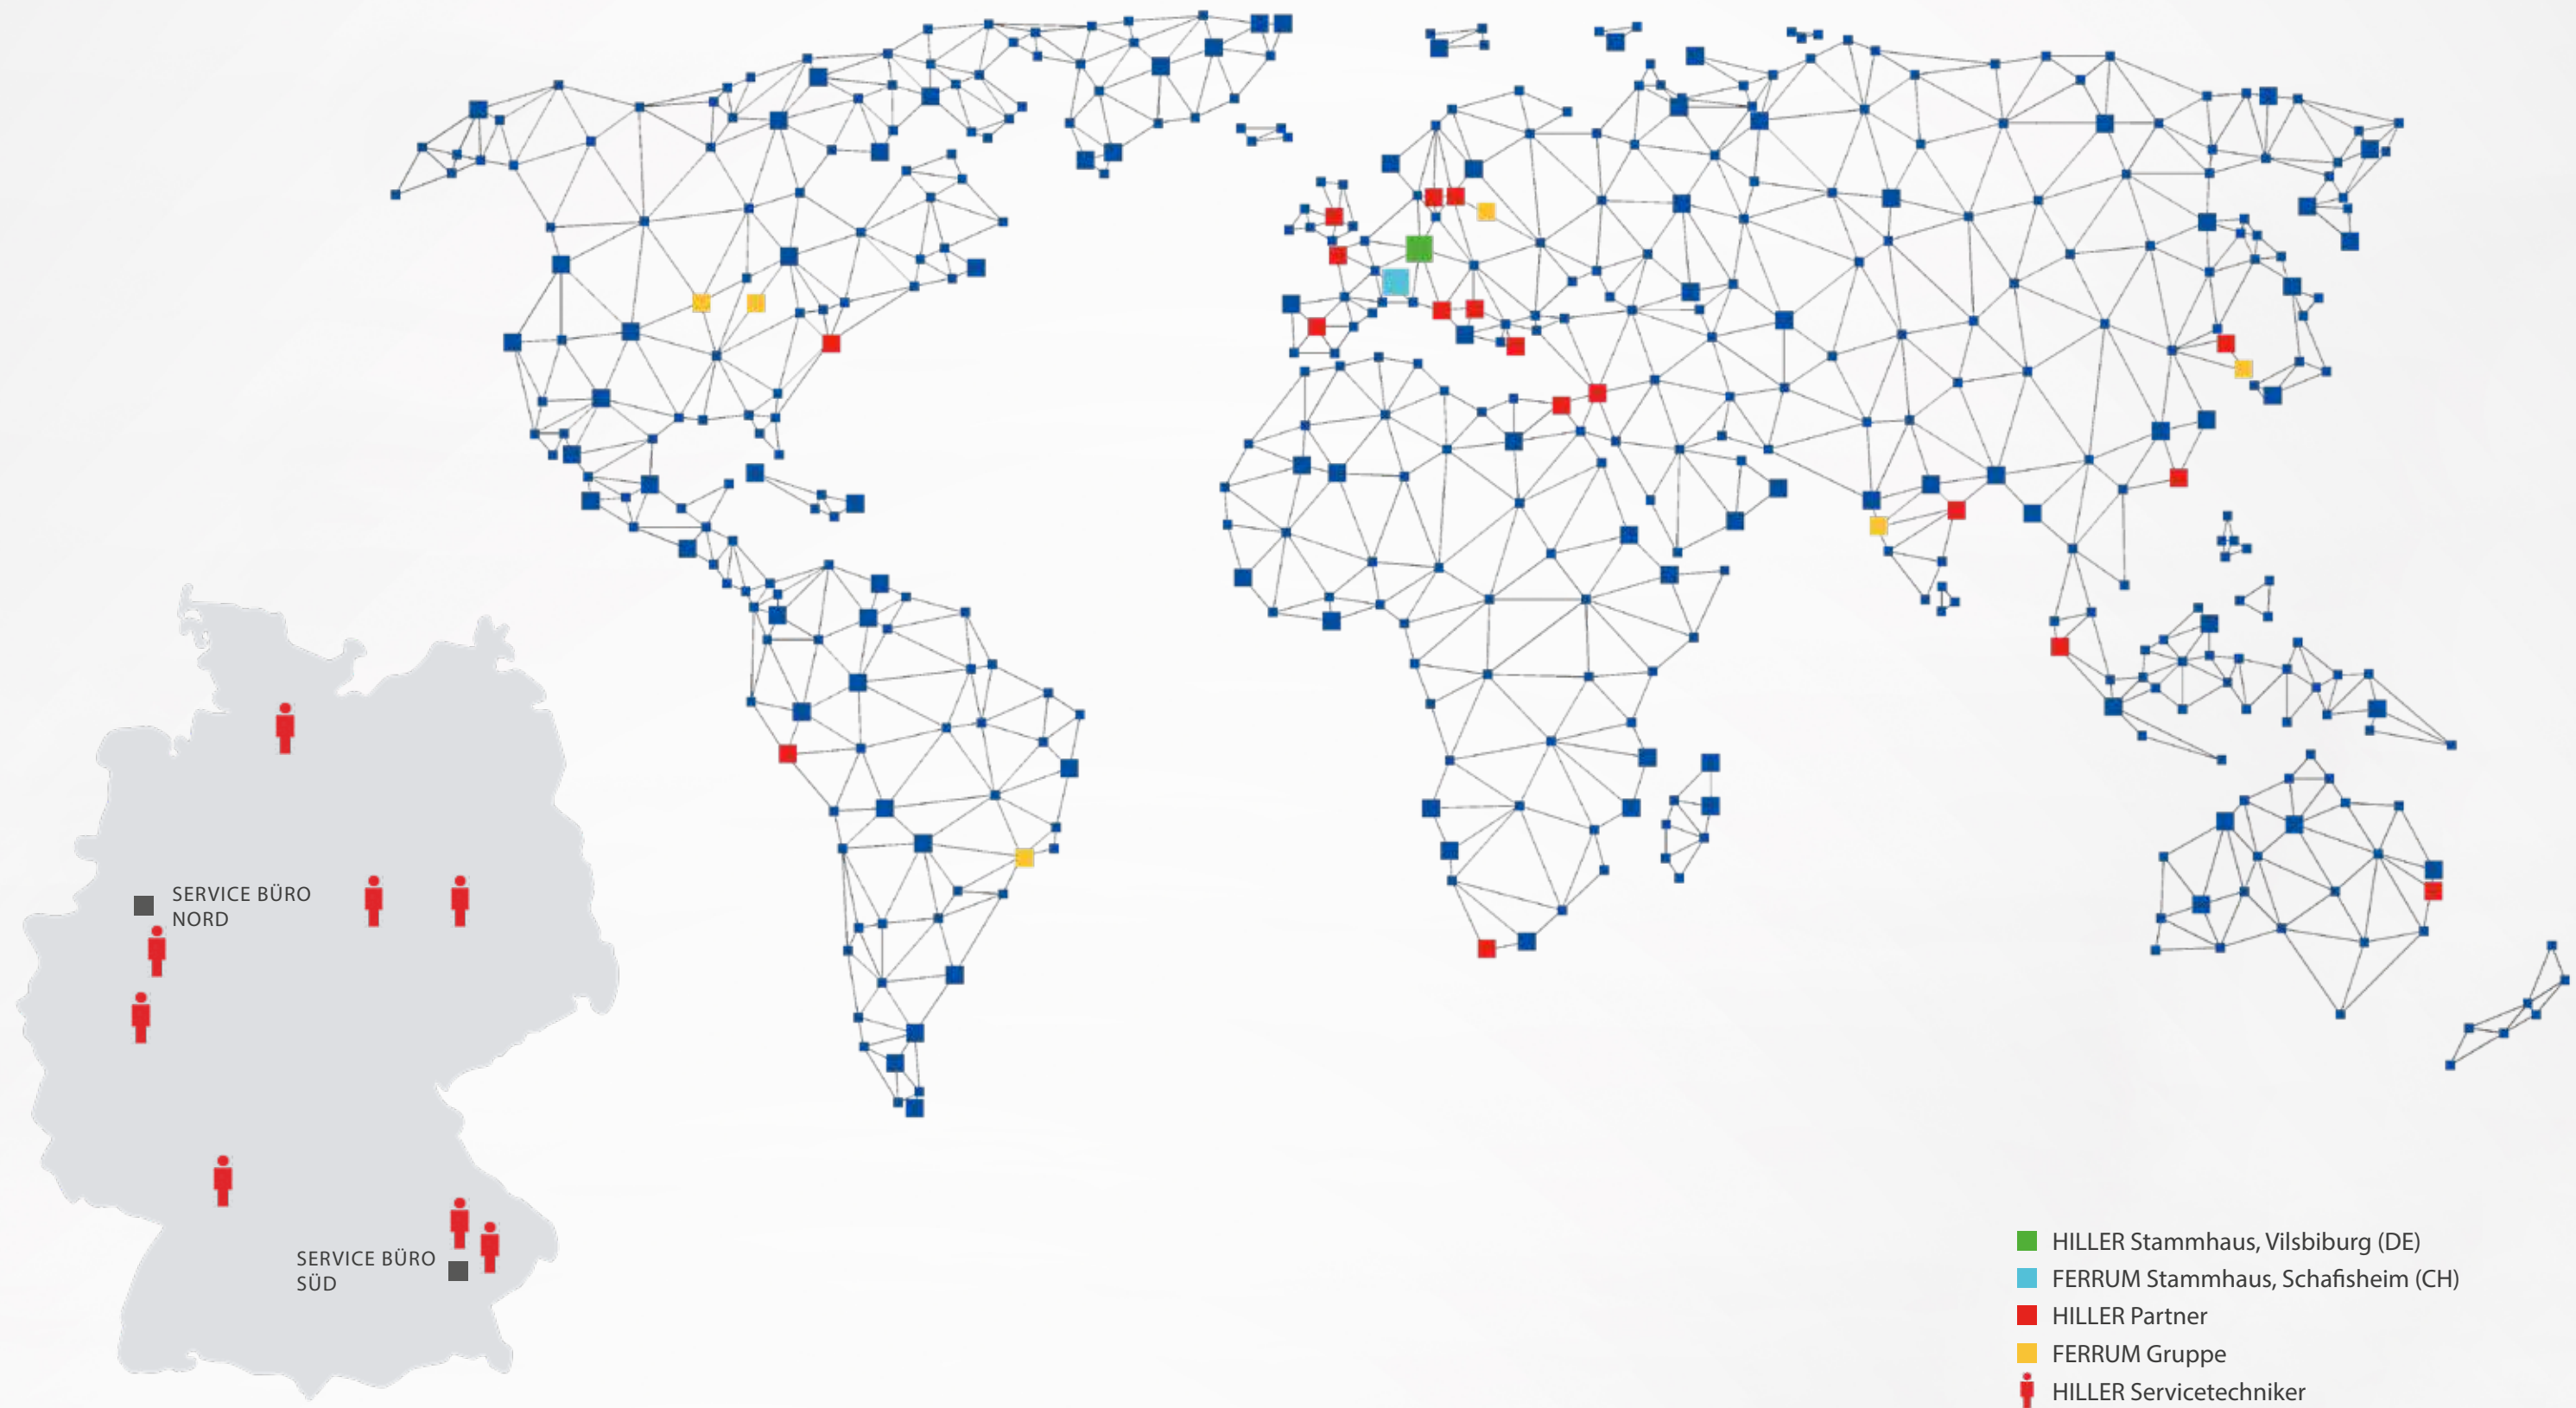 SERVICE BÜRO
NORD
SERVICE BÜRO
SÜD
HILLER Stammhaus, Vilsbiburg (DE)
FERRUM Stammhaus, Schafisheim (CH)
HILLER Partner
FERRUM Gruppe
HILLER Servicetechniker